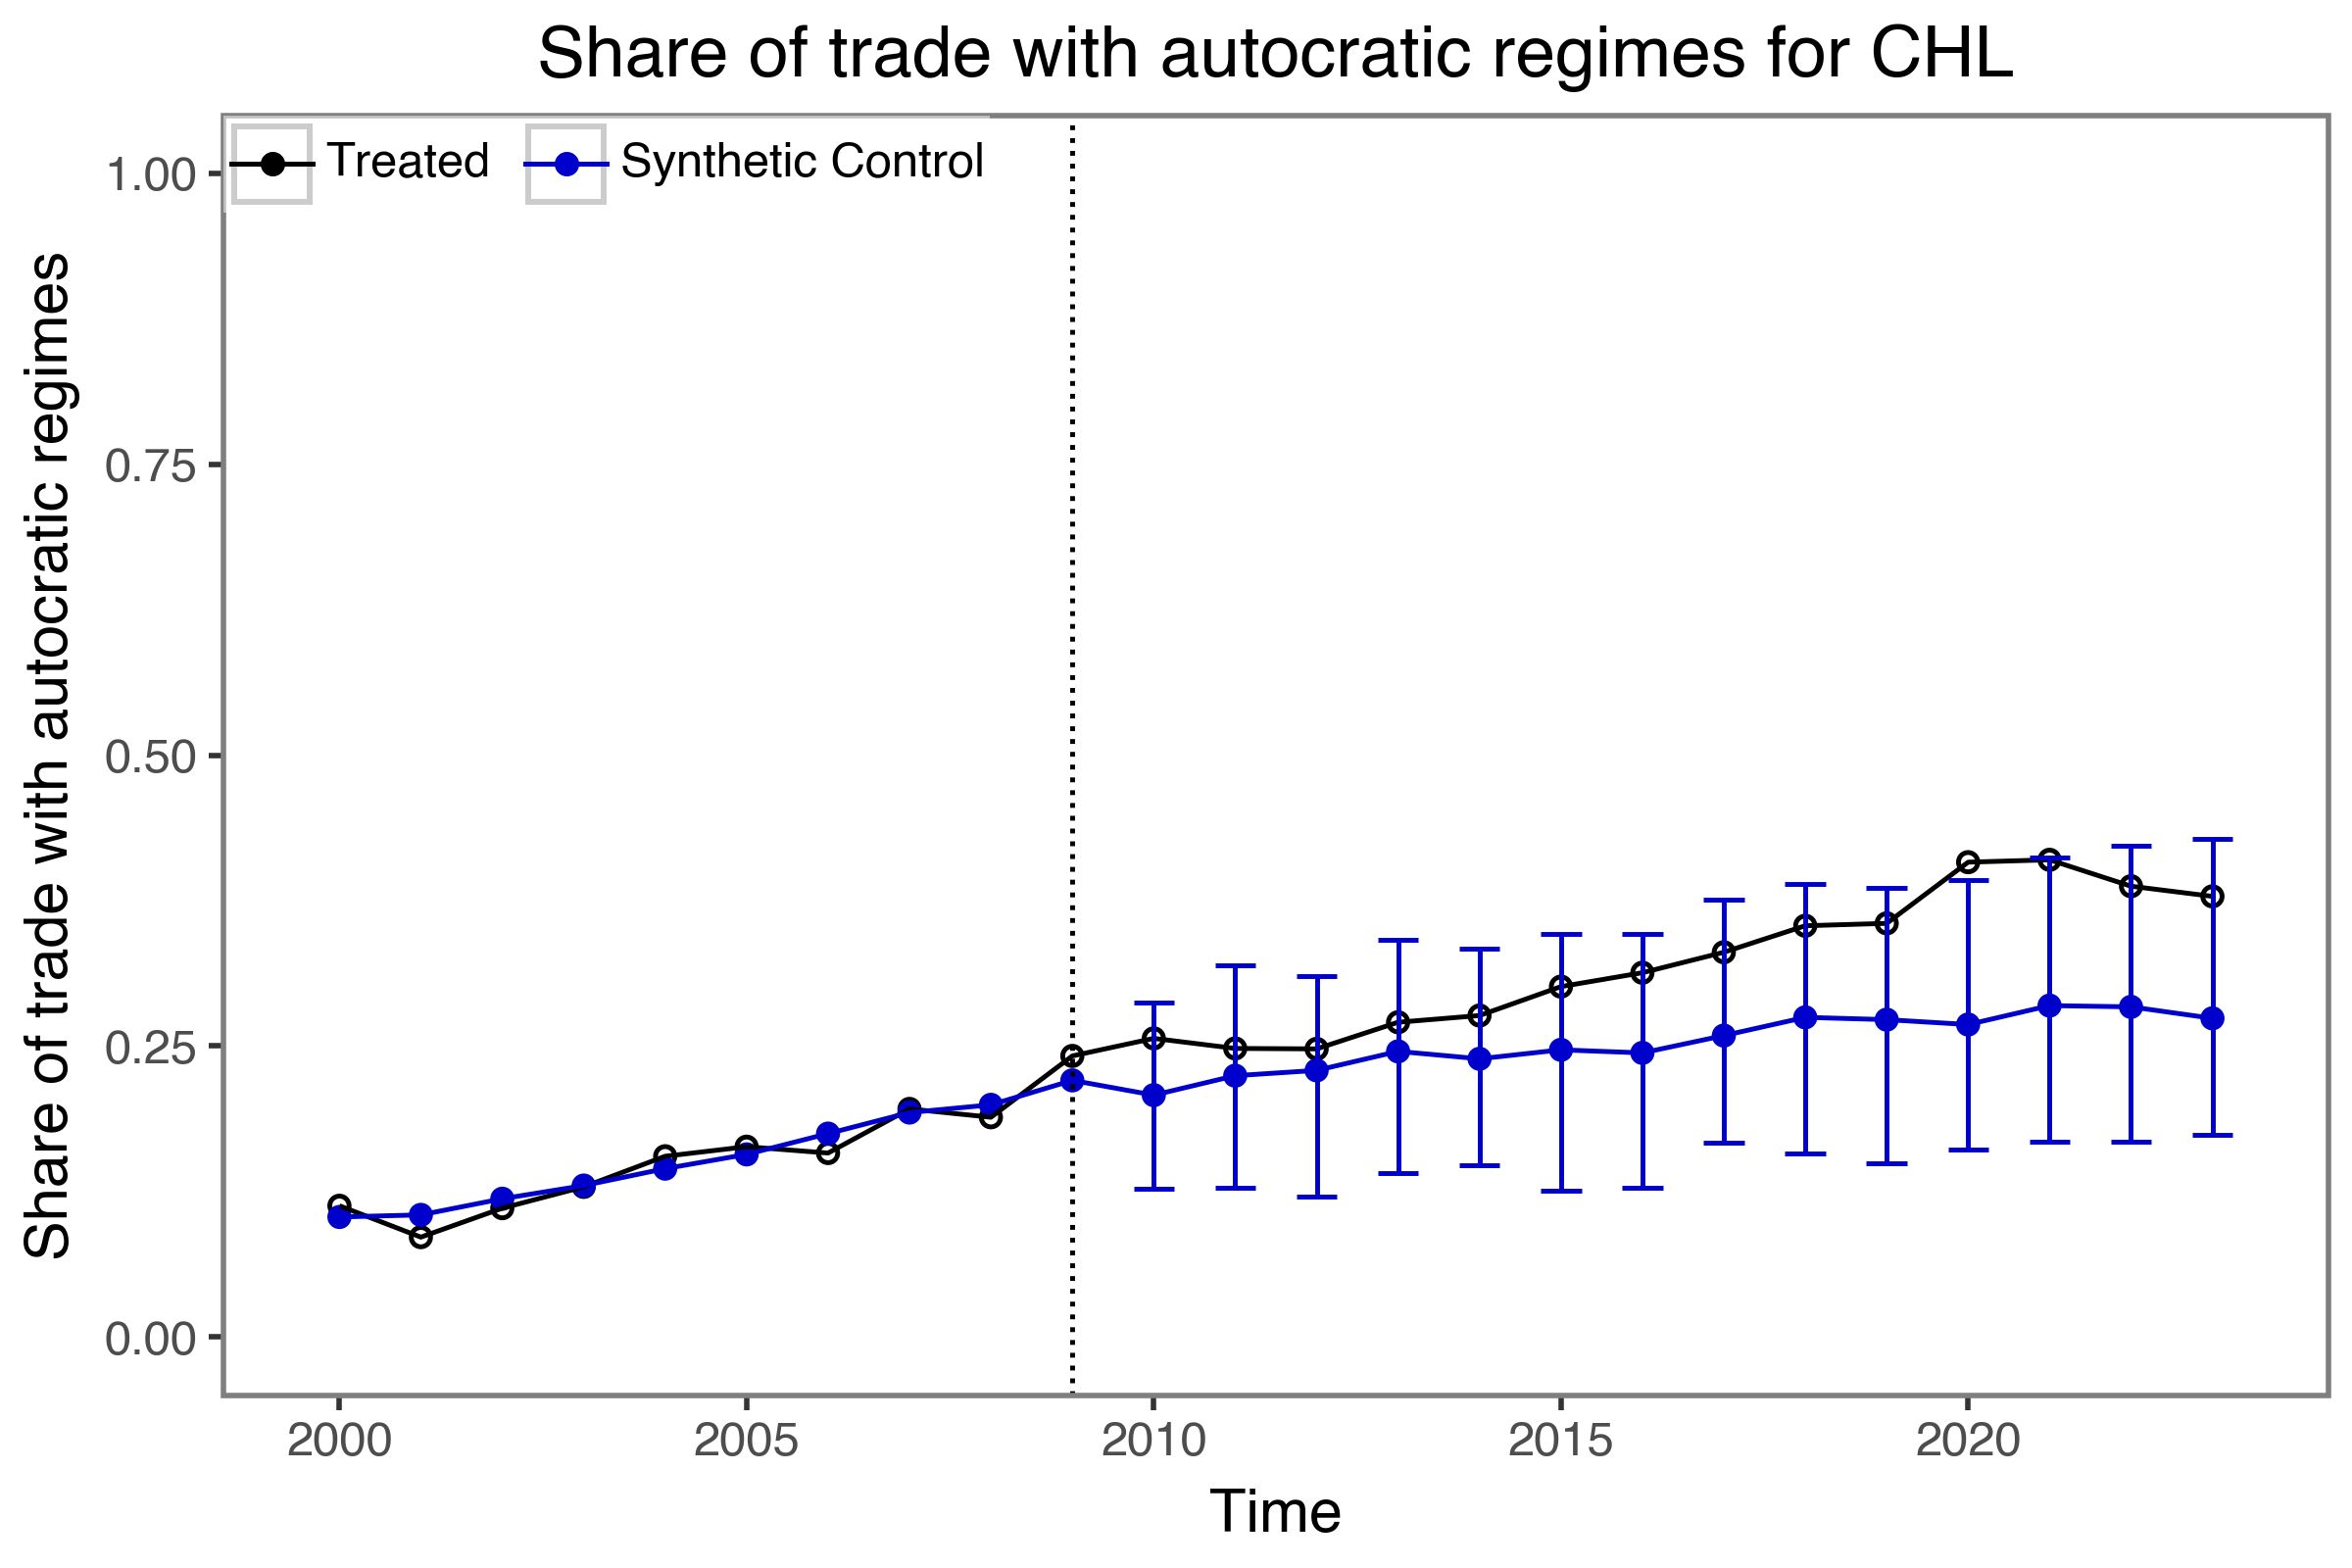 Share of trade with autocratic regimes for CHL
Treated
Synthetic Control
Share of trade with autocratic regimes
1.00
0.75
0.50
0.25
0.00
2000
2005
2010
2015
2020
Time